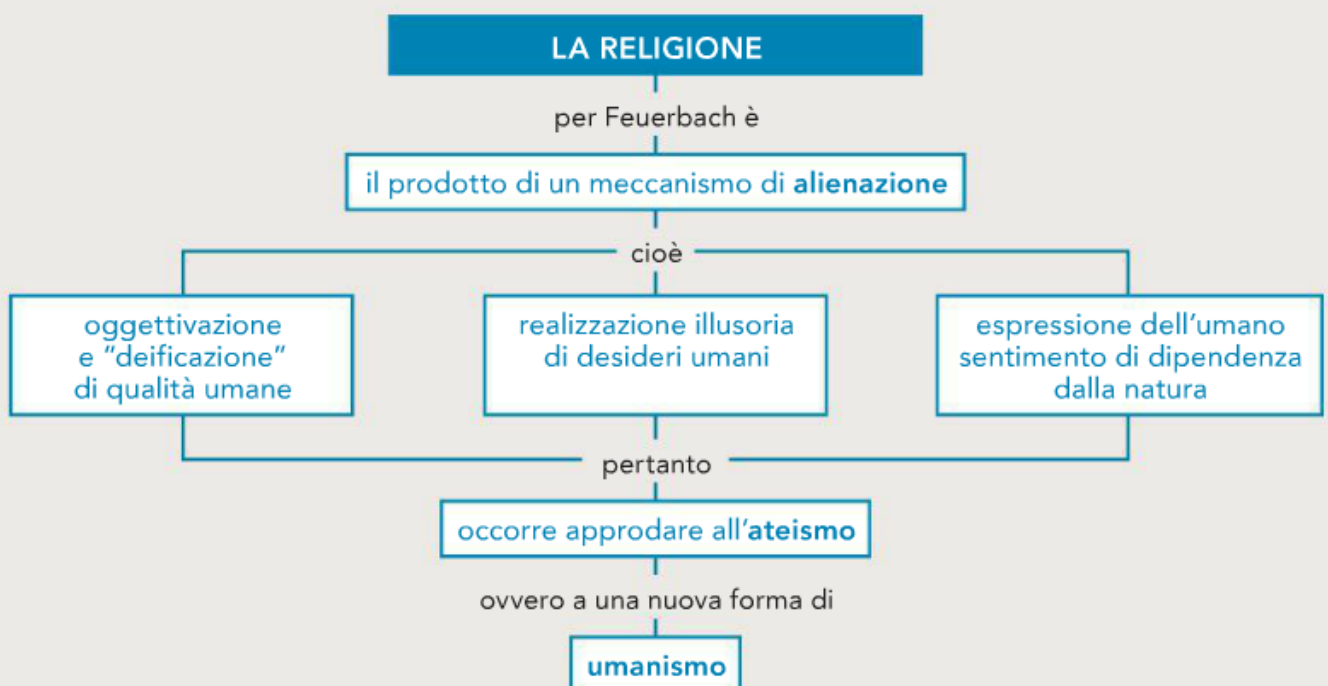 LA RELIGIONE
per Feuerbach è
il prodotto di un meccanismo di alienazione
cioè
oggettivazione
e “deificazione”
di qualità umane
realizzazione illusoria
di desideri umani
espressione dell’umano
sentimento di dipendenza
dalla natura
pertanto
occorre approdare all’ateismo
ovvero a una nuova forma di
umanismo